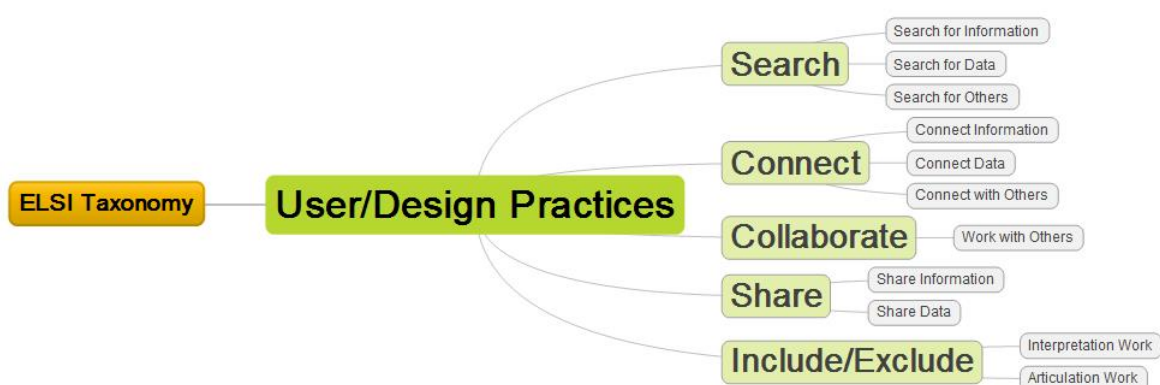 ELSI Taxonomy
User/Design Practices
Search
Search for Information
Search for Data
Search for Others
Connect
Connect Information
Connect Data
Connect with Others
Collaborate
Work with Others
Share
Share Information
Share Data
Include/Exclude
Interpretation Work
Articulation Work